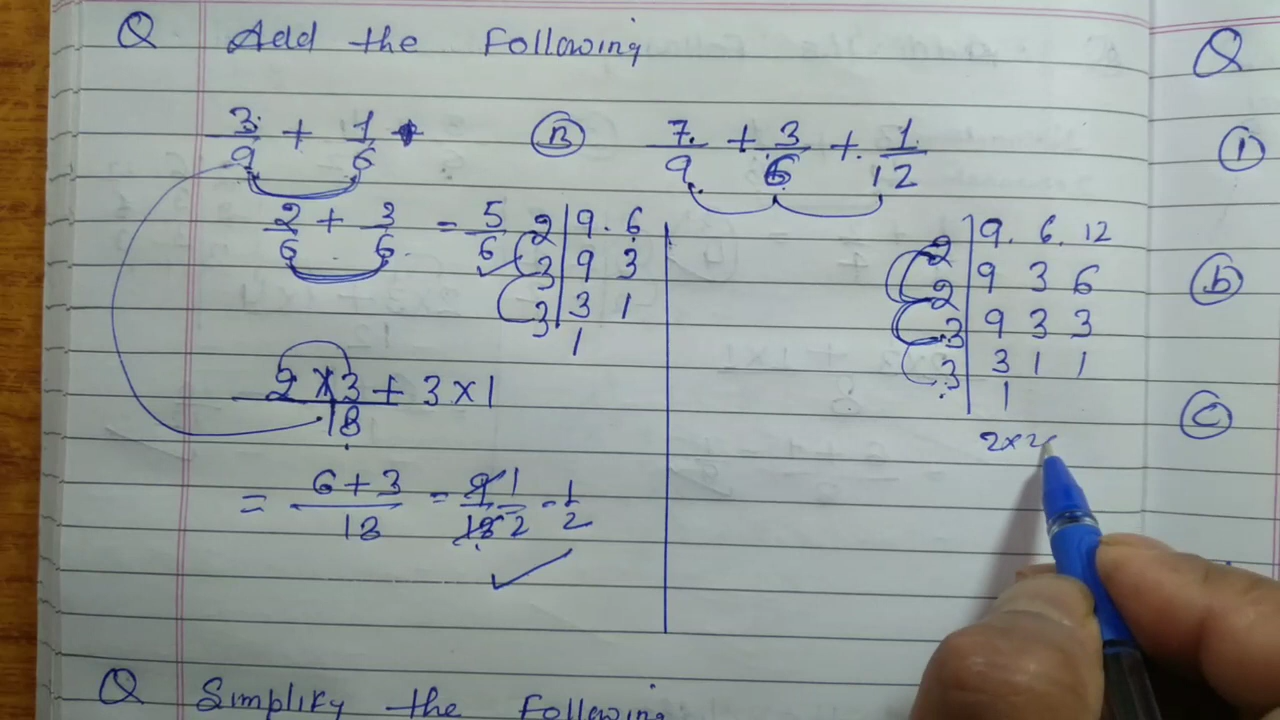 Q Add the Following
3/9 + 1/6
2/6 + 3/6 = 5/6
2 | 9 . 6
3 | 9 3
3 | 3 1
1
2 × 3 + 3 × 1
18
= 6 + 3 / 18 = 9 1 / 18 2 = 1/2
B 7/9 + 3/6 + 1/12
2 | 9 . 6 . 12
2 | 9 3 6
3 | 9 3 3
3 | 3 1 1
1
2×2
Q Simplify the Following
Q
1
b
C